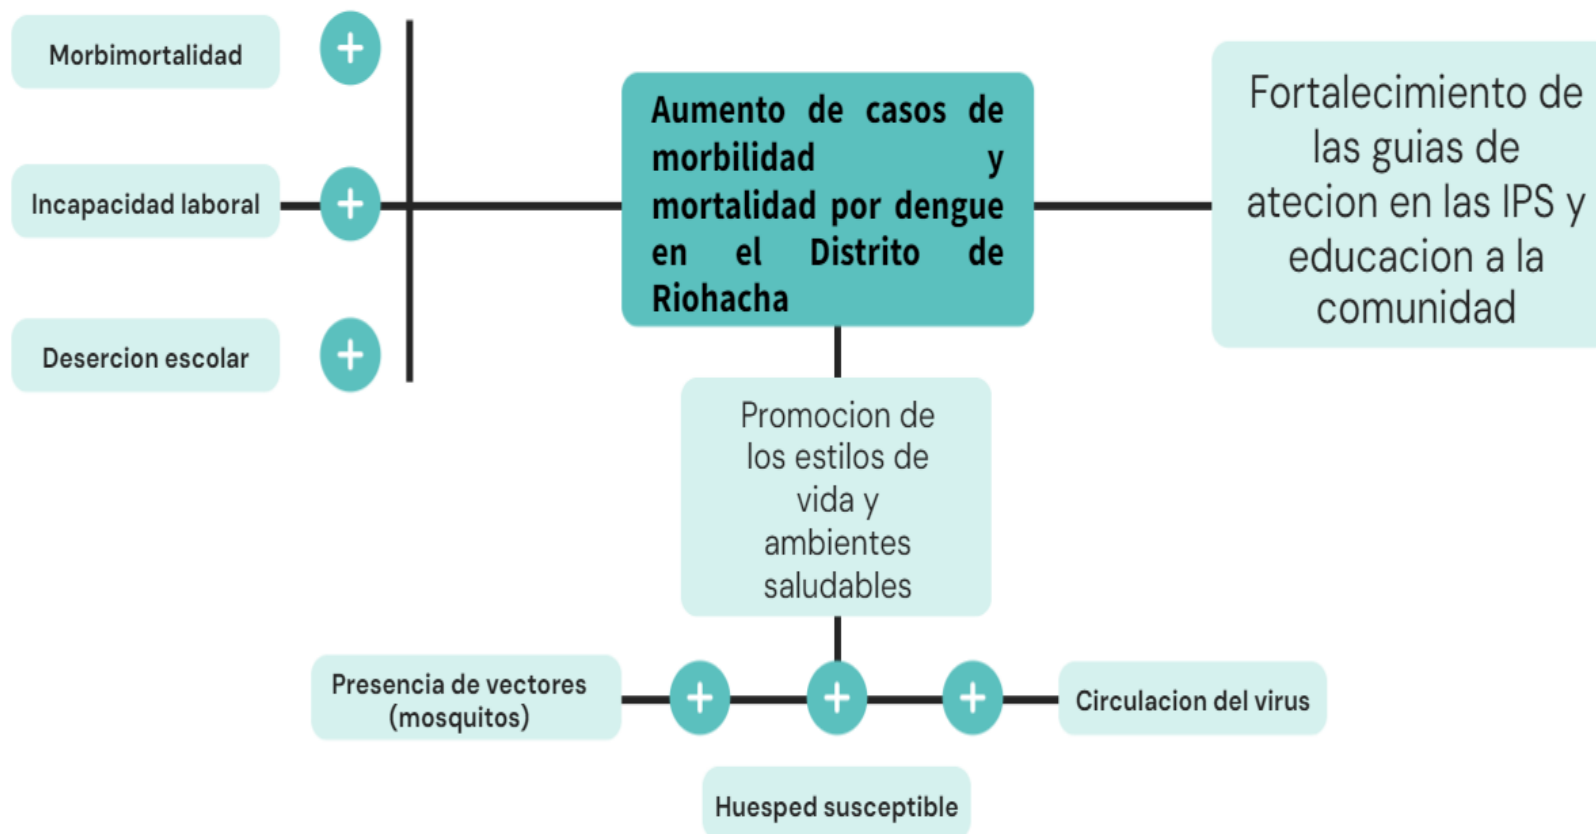 Morbimortalidad
Incapacidad laboral
Desercion escolar
Aumento de casos de
morbilidad y
mortalidad por dengue
en el Distrito de
Riohacha
Fortalecimiento de
las guias de
atecion en las IPS y
educacion a la
comunidad
Promocion de
los estilos de
vida y
ambientes
saludables
Presencia de vectores
(mosquitos)
Circulacion del virus
Huesped susceptible